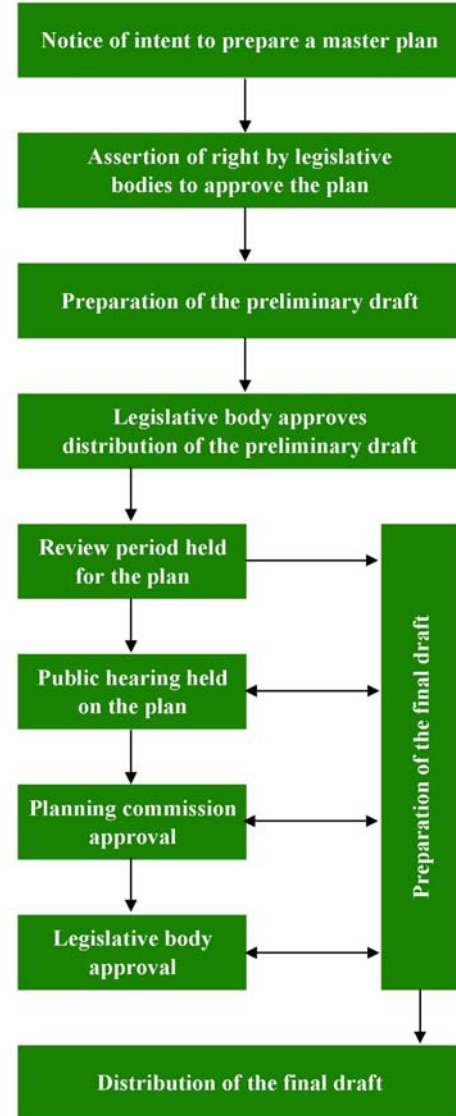 Notice of intent to prepare a master plan
Assertion of right by legislative
bodies to approve the plan
Preparation of the preliminary draft
Legislative body approves
distribution of the preliminary draft
Review period held
for the plan
Public hearing held
on the plan
Planning commission
approval
Legislative body
approval
Preparation of the final draft
Distribution of the final draft